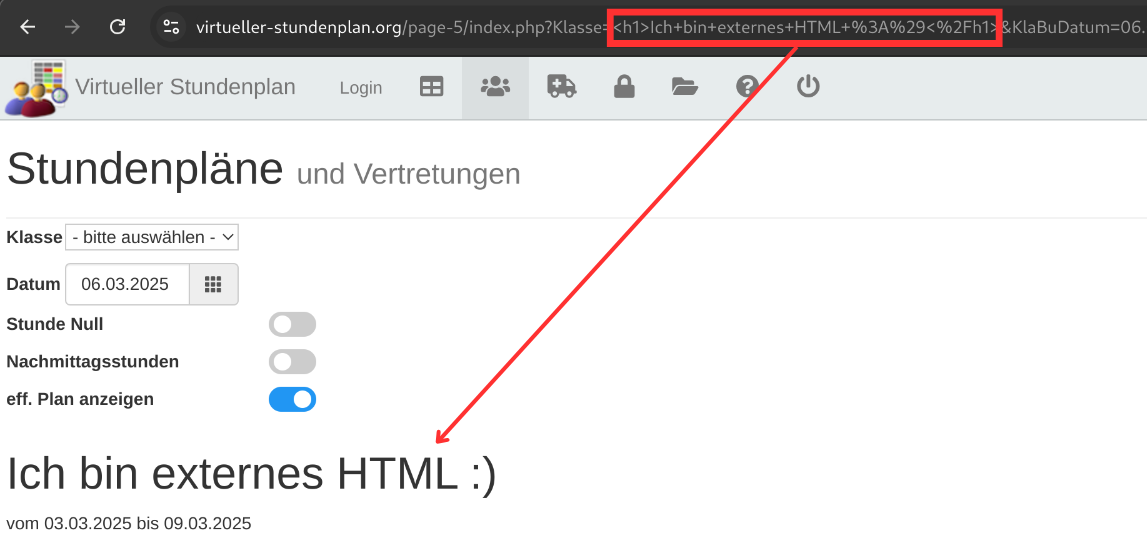 virtueller-stundenplan.org/page-5/index.php?Klasse=<h1>Ich+bin+externes+HTML+%3A%29<%2Fh1>&KlaBuDatum=06.
Virtueller Stundenplan Login
Stundenpläne und Vertretungen
Klasse - bitte auswählen -
Datum 06.03.2025
Stunde Null
Nachmittagsstunden
eff. Plan anzeigen
Ich bin externes HTML :)
vom 03.03.2025 bis 09.03.2025